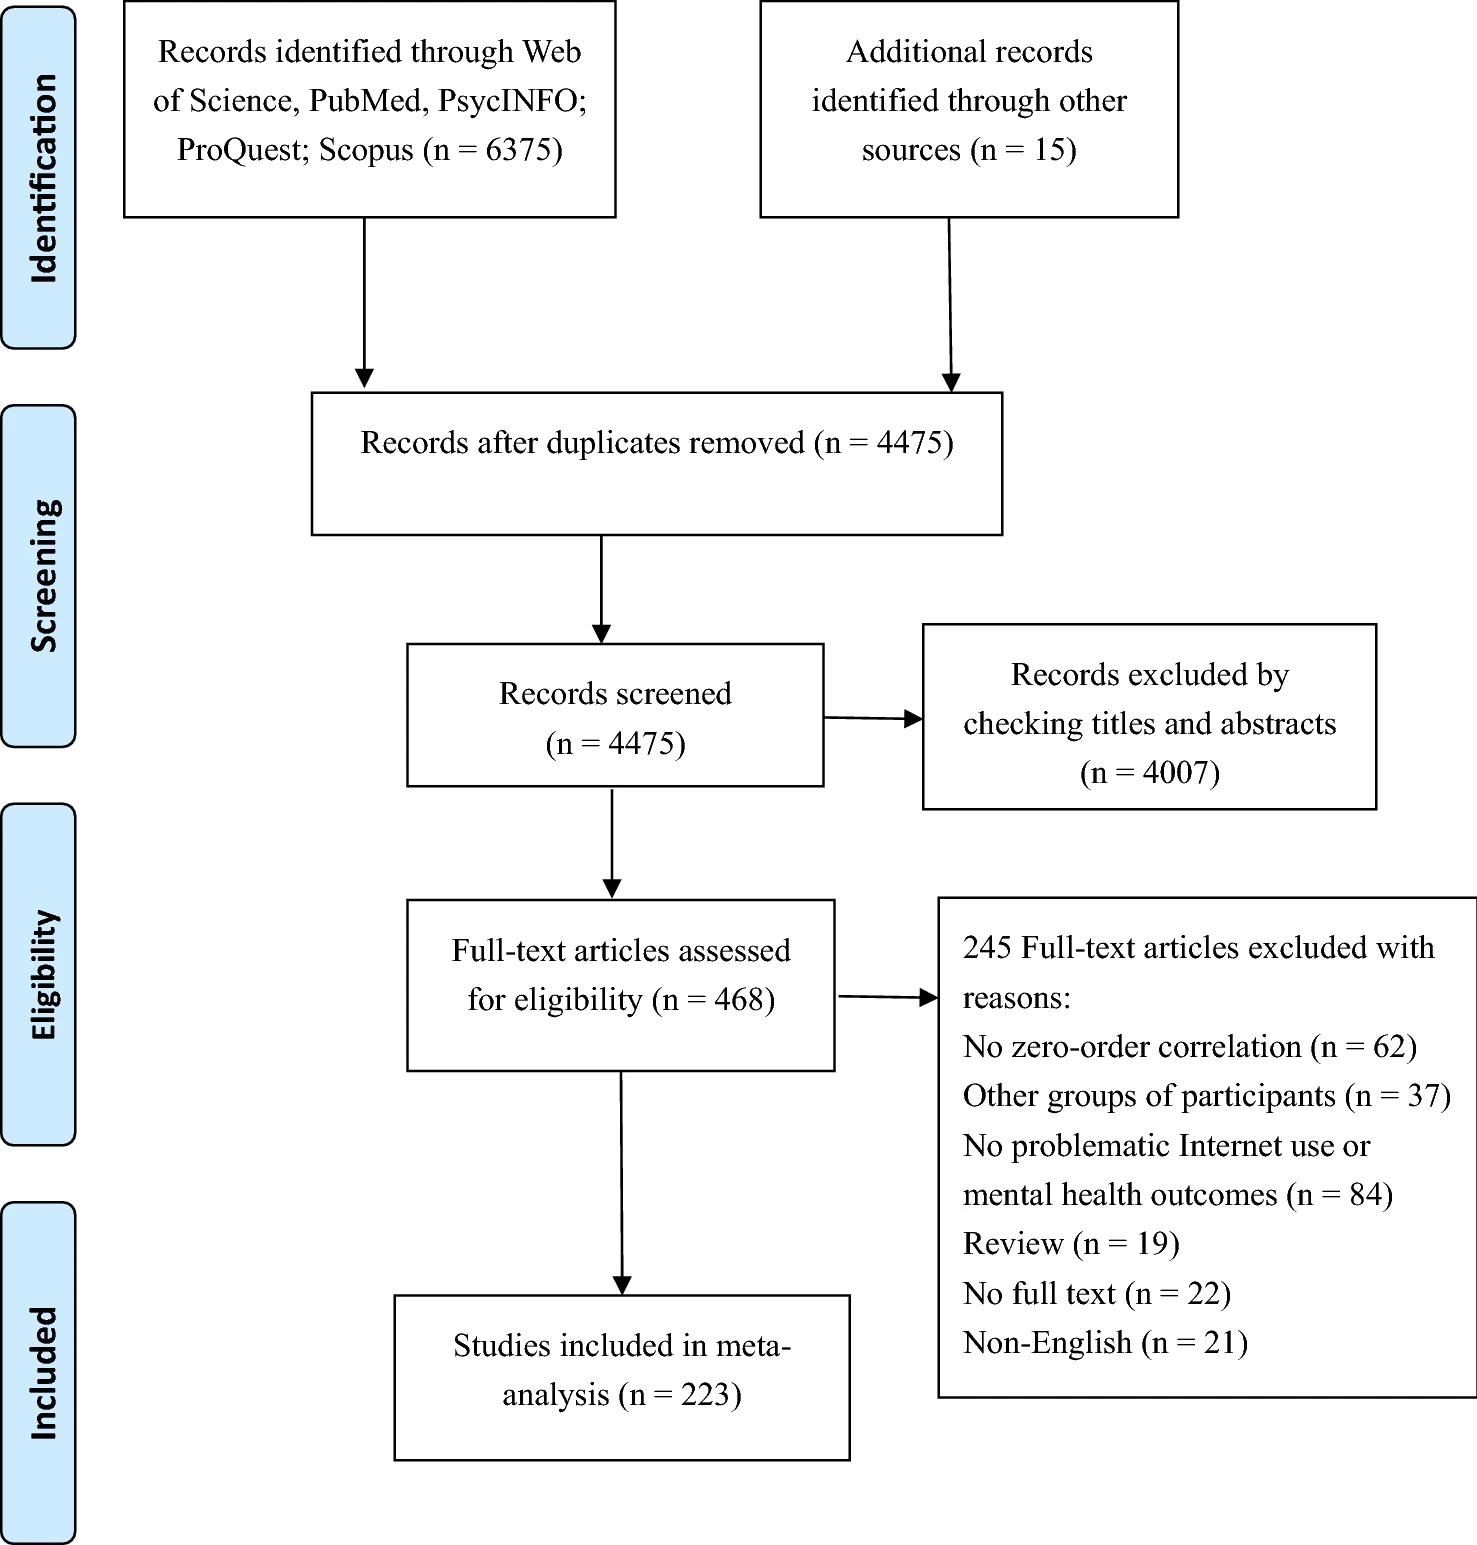 Identification
Records identified through Web
of Science, PubMed, PsycINFO;
ProQuest; Scopus (n = 6375)
Additional records
identified through other
sources (n = 15)
Screening
Records after duplicates removed (n = 4475)
Records screened
(n = 4475)
Records excluded by
checking titles and abstracts
(n = 4007)
Eligibility
Full-text articles assessed
for eligibility (n = 468)
245 Full-text articles excluded with
reasons:
No zero-order correlation (n = 62)
Other groups of participants (n = 37)
No problematic Internet use or
mental health outcomes (n = 84)
Review (n = 19)
No full text (n = 22)
Non-English (n = 21)
Included
Studies included in meta-
analysis (n = 223)